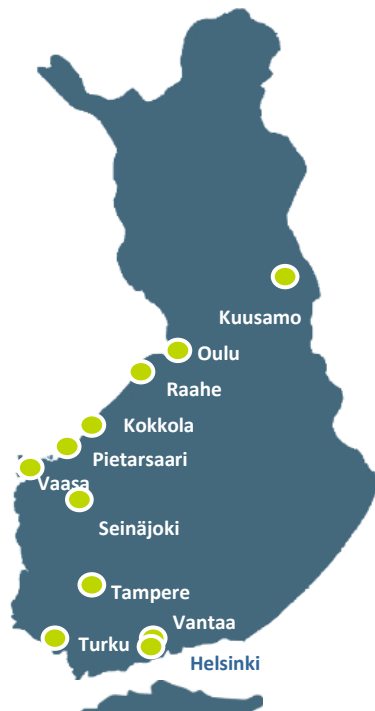 Kuusamo
Oulu
Raahe
Kokkola
Pietarsaari
Vaasa
Seinäjoki
Tampere
Vantaa
Turku
Helsinki